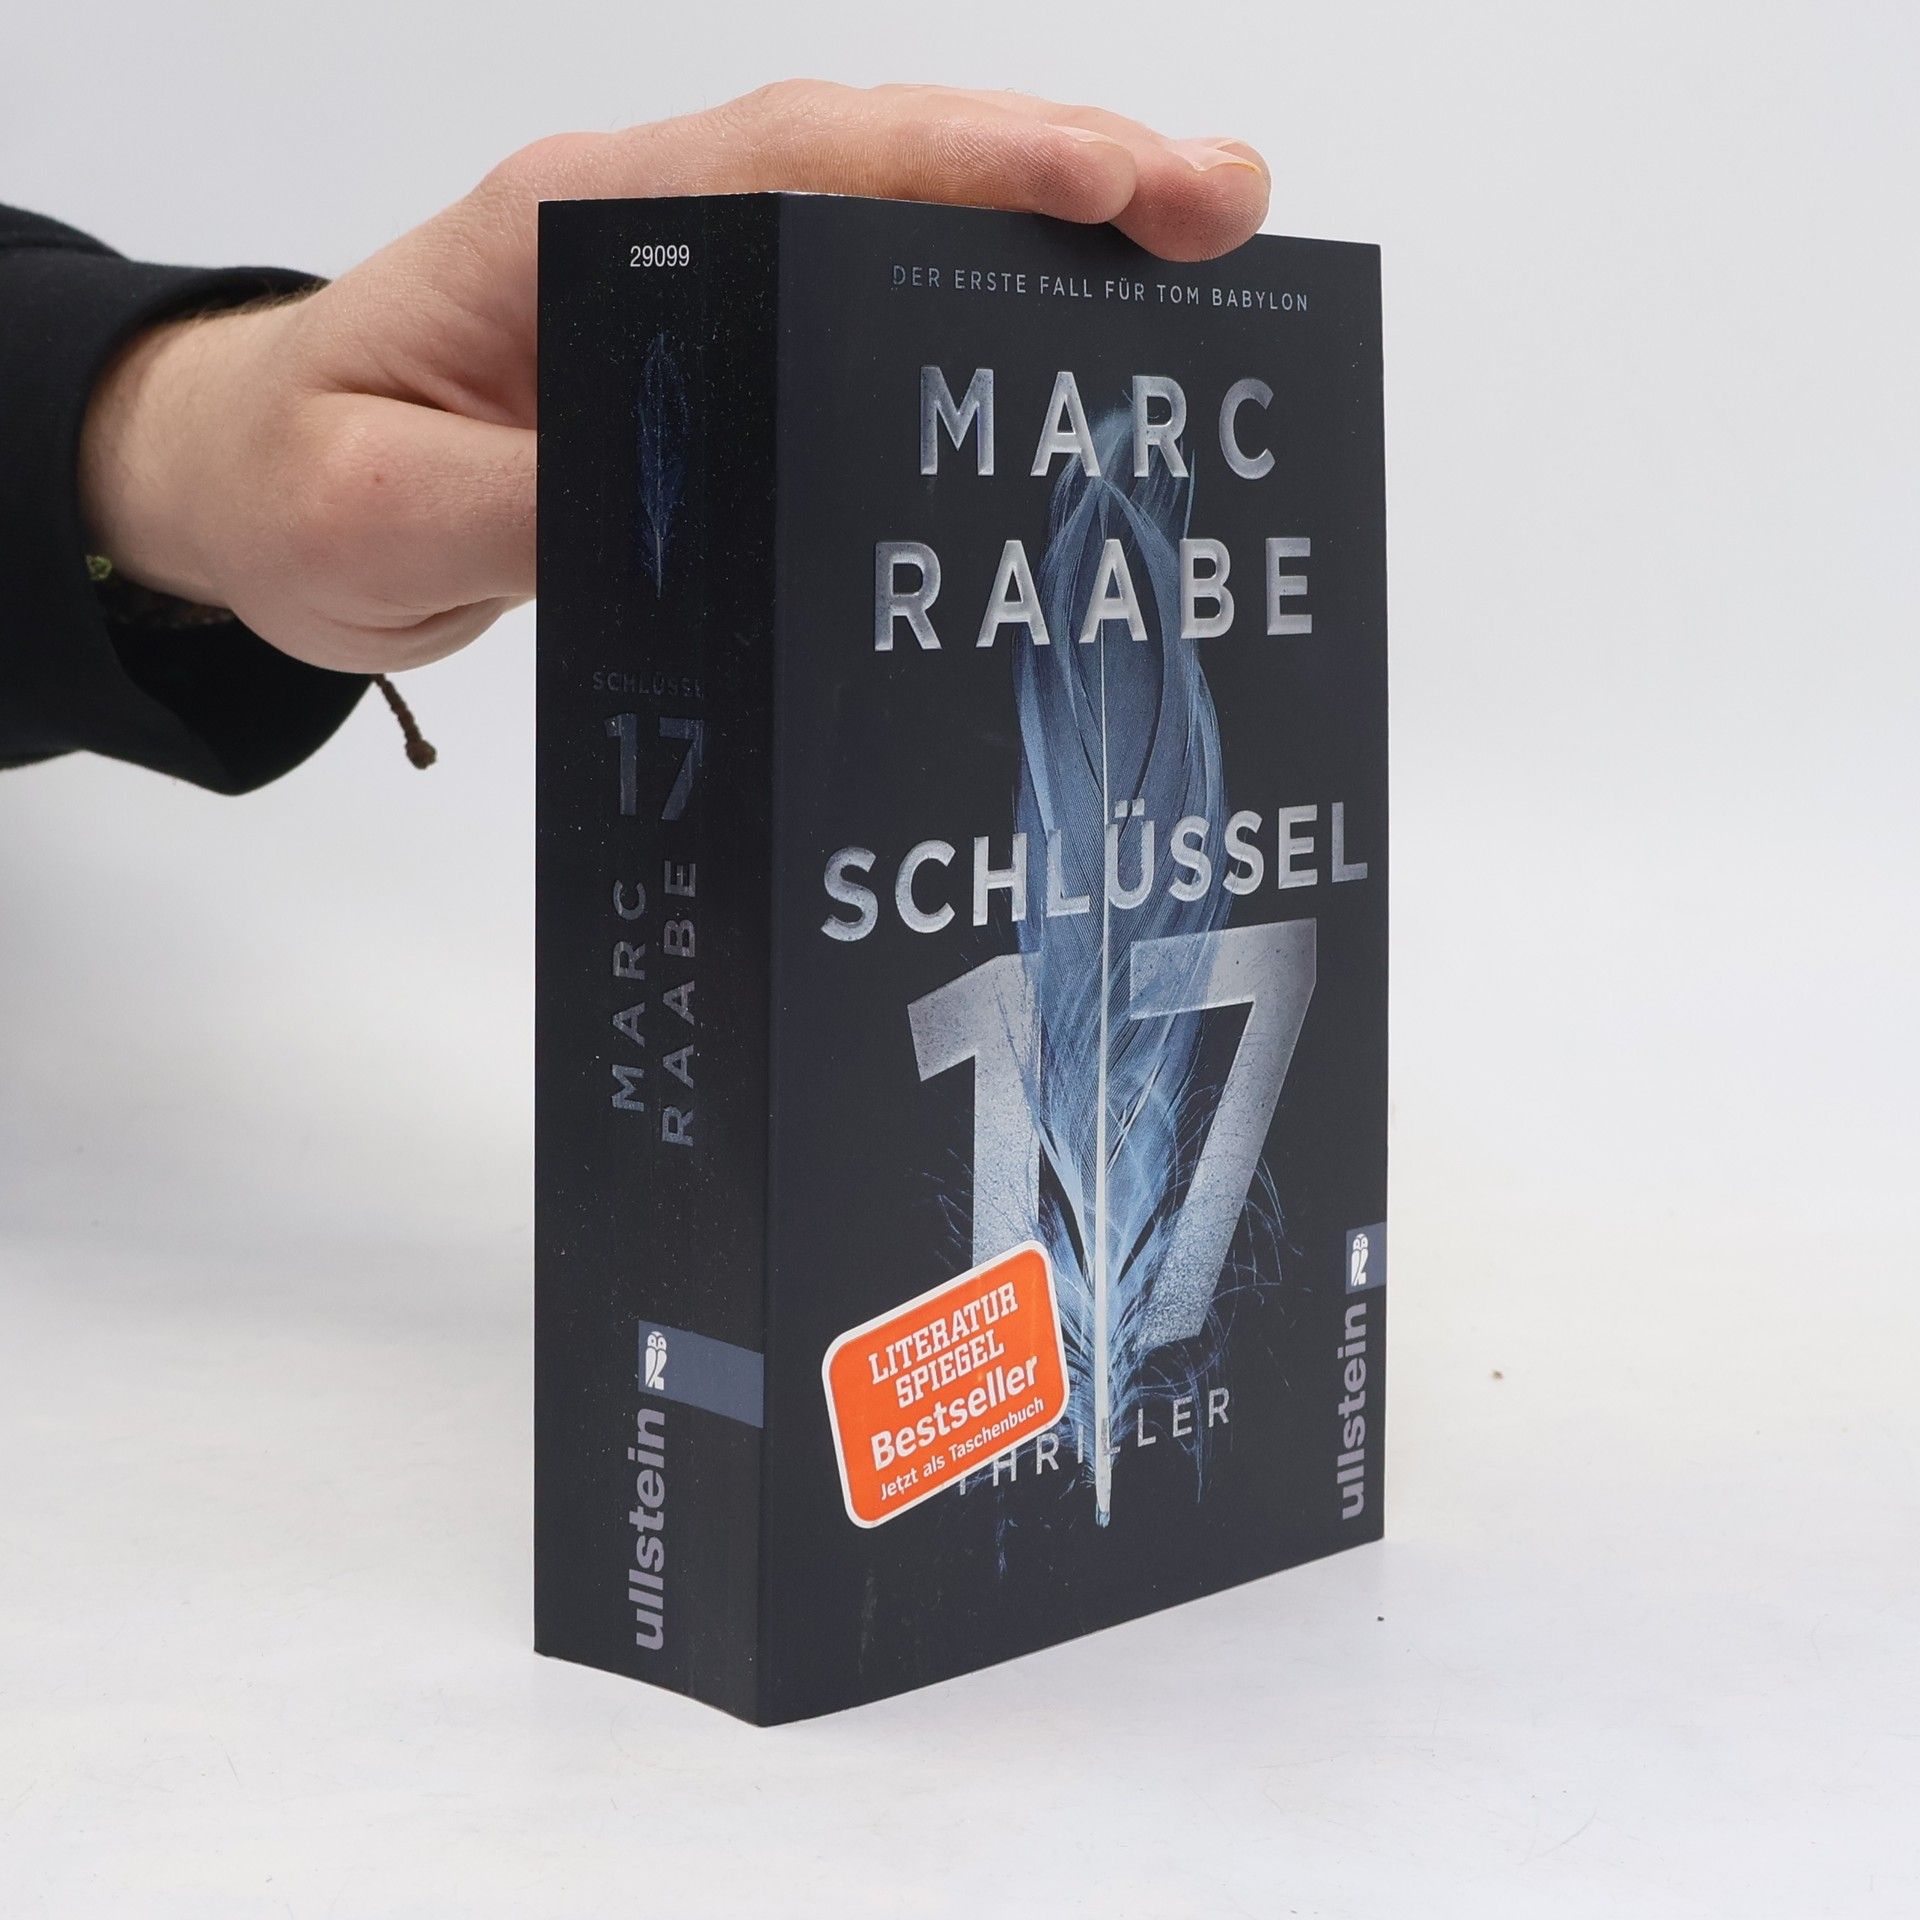 29099
SCHLÜSSEL
17
MARC
RAABE
ullstein
DER ERSTE FALL FÜR TOM BABYLON
MARC
RAABE
SCHLÜSSEL
17
LITERATUR
SPIEGEL
Bestseller
Jetzt als Taschenbuch
THRILLER
ullstein